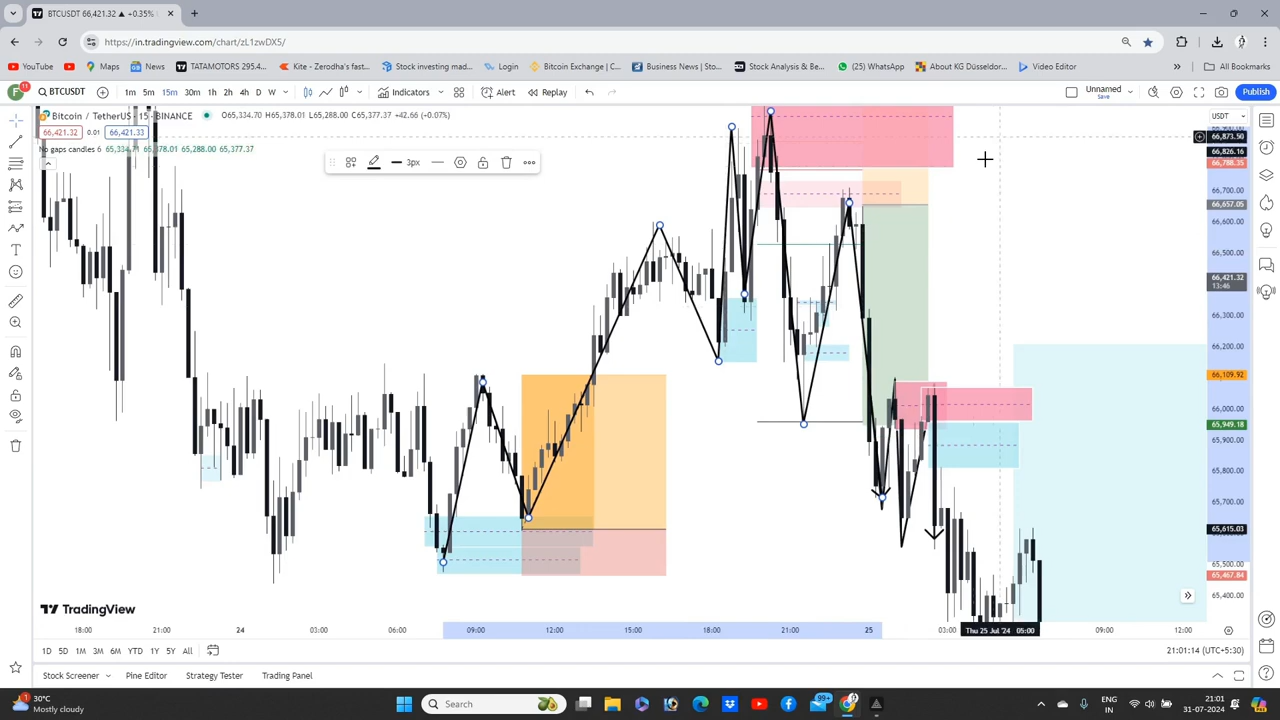 BTCUSDT 66,421.32 ▲ +0.35% U
https://in.tradingview.com/chart/zL1zwDX5/
YouTube Maps News TATAMOTORS 295.4... Kite - Zerodha's fast... Stock investing mad... Login Bitcoin Exchange | C... Business News | Sto... Stock Analysis & Be... (25) WhatsApp About KG Düsseldor... Video Editor All Bookmarks
F 11 BTCUSDT 1m 5m 15m 30m 1h 2h 4h D W Indicators Alert Replay Unnamed Publish
Save
Bitcoin / TetherUS · 15 · BINANCE O65,334.70 H65,378.01 L65,288.00 C65,377.37 +42.66 (+0.07%) USDT
66,421.32 0.01 66,421.33
66,873.50
No gaps candles 6 65,378.01 65,288.00 65,377.37
66,826.16
66,788.35
3px
66,700.00
66,657.05
66,600.00
66,500.00
66,421.32
13:46
66,300.00
66,200.00
66,109.92
66,000.00
65,949.18
65,900.00
65,800.00
65,700.00
65,615.03
65,500.00
65,467.84
65,400.00
TradingView
18:00 21:00 24 03:00 06:00 09:00 12:00 15:00 18:00 21:00 25 03:00 Thu 25 Jul '24 05:00 09:00 12:00
1D 5D 1M 3M 6M YTD 1Y 5Y All 21:01:14 (UTC+5:30)
Stock Screener Pine Editor Strategy Tester Trading Panel
1 30°C
Mostly cloudy
Search
99+
ENG
IN
21:01
31-07-2024